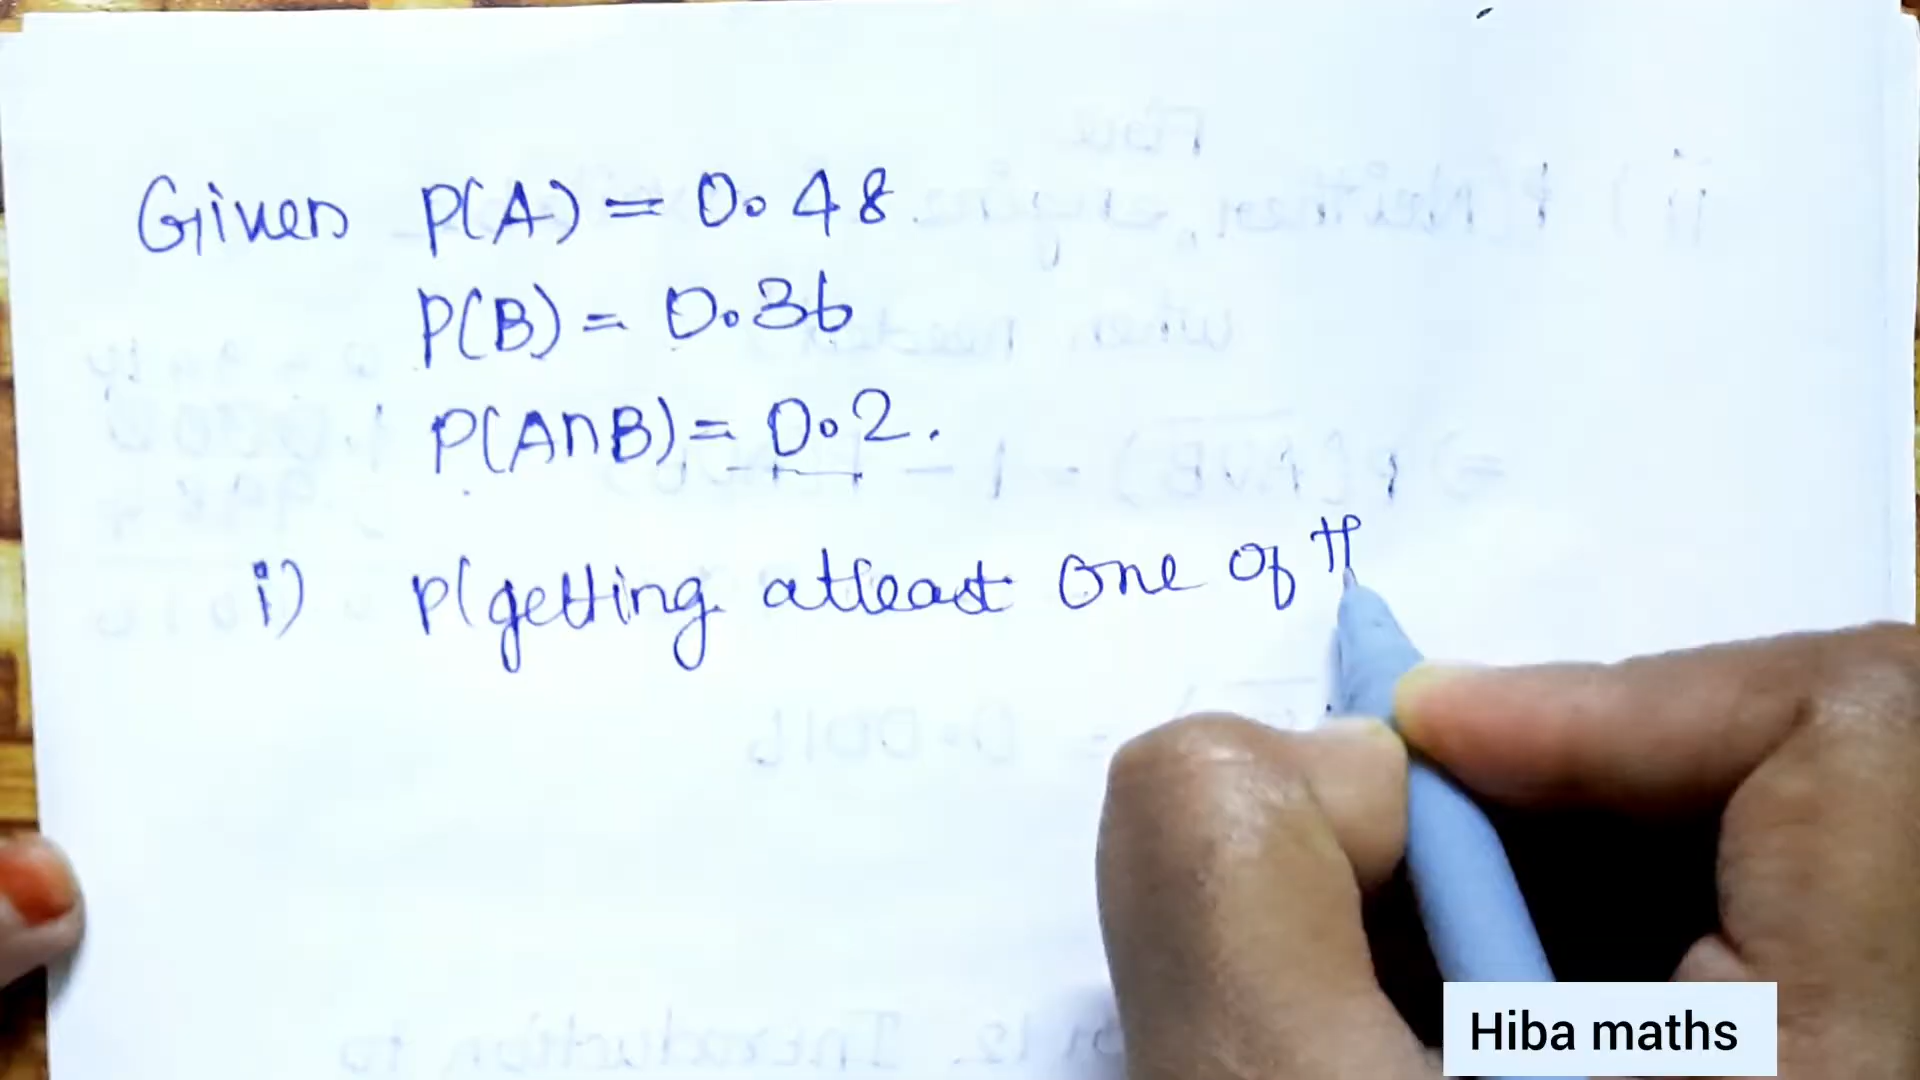 Given P(A) = 0.48
P(B) = 0.36
P(A∩B) = 0.2.
i) P(getting atleast one of
Hiba maths